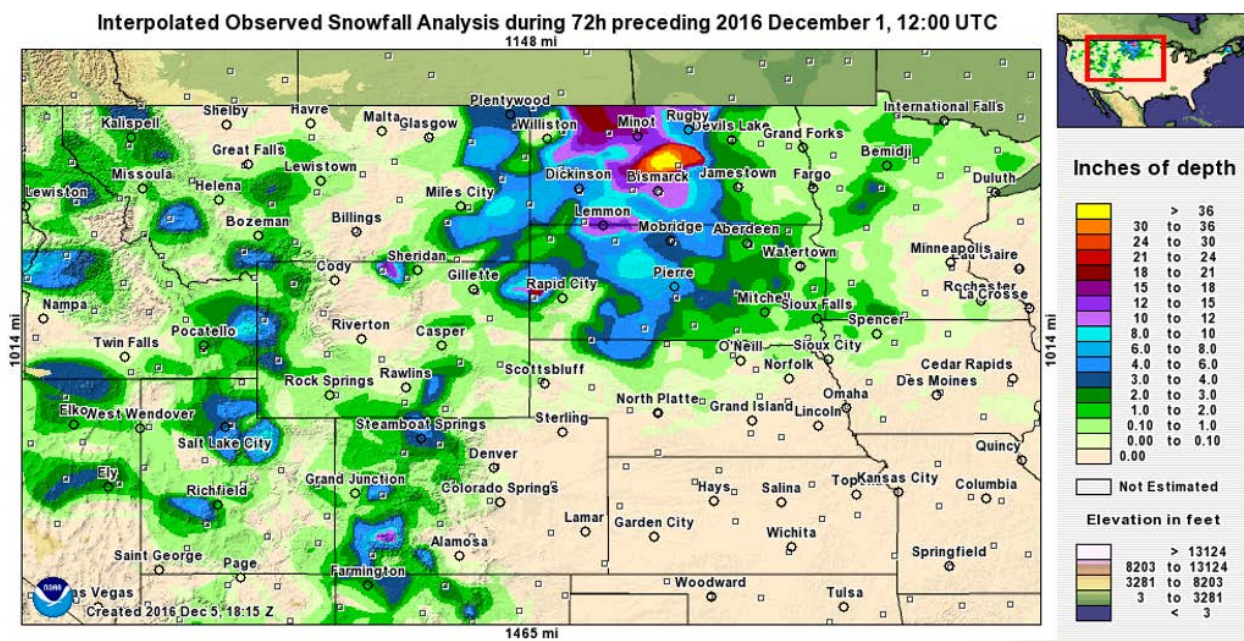 Interpolated Observed Snowfall Analysis during 72h preceding 2016 December 1, 12:00 UTC
1148 mi
Plentywood
International Falls
Kalispell
Shelby
Havre
Malta
Glasgow
Williston
Minot
Rugby
Devils Lake
Grand Forks
Great Falls
Bemidji
Missoula
Lewistown
Dickinson
Bismarck
Jamestown
Fargo
Duluth
Lewiston
Helena
Miles City
Bozeman
Billings
Lemmon
Mobridge
Aberdeen
Minneapolis
Eau Claire
Cody
Sheridan
Gillette
Rapid City
Pierre
Watertown
Rochester
La Crosse
Nampa
Pocatello
Riverton
Casper
Mitchell
Sioux Falls
Spencer
Twin Falls
O'Neill
Sioux City
1014 mi
1014 mi
Rock Springs
Rawlins
Scottsbluff
Norfolk
Cedar Rapids
Des Moines
Elko
West Wendover
North Platte
Grand Island
Omaha
Lincoln
Salt Lake City
Steamboat Springs
Sterling
Quincy
Ely
Richfield
Grand Junction
Denver
Colorado Springs
Hays
Salina
Kansas City
Columbia
Lamar
Garden City
Wichita
Saint George
Page
Alamosa
Farmington
Springfield
Woodward
Tulsa
NOAA
Vegas
Created 2016 Dec 5, 18:15 Z
1465 mi
Inches of depth
> 36
30 to 36
24 to 30
21 to 24
18 to 21
15 to 18
12 to 15
10 to 12
8.0 to 10
6.0 to 8.0
4.0 to 6.0
3.0 to 4.0
2.0 to 3.0
1.0 to 2.0
0.10 to 1.0
0.00 to 0.10
0.00
Not Estimated
Elevation in feet
> 13124
8203 to 13124
3281 to 8203
3 to 3281
< 3